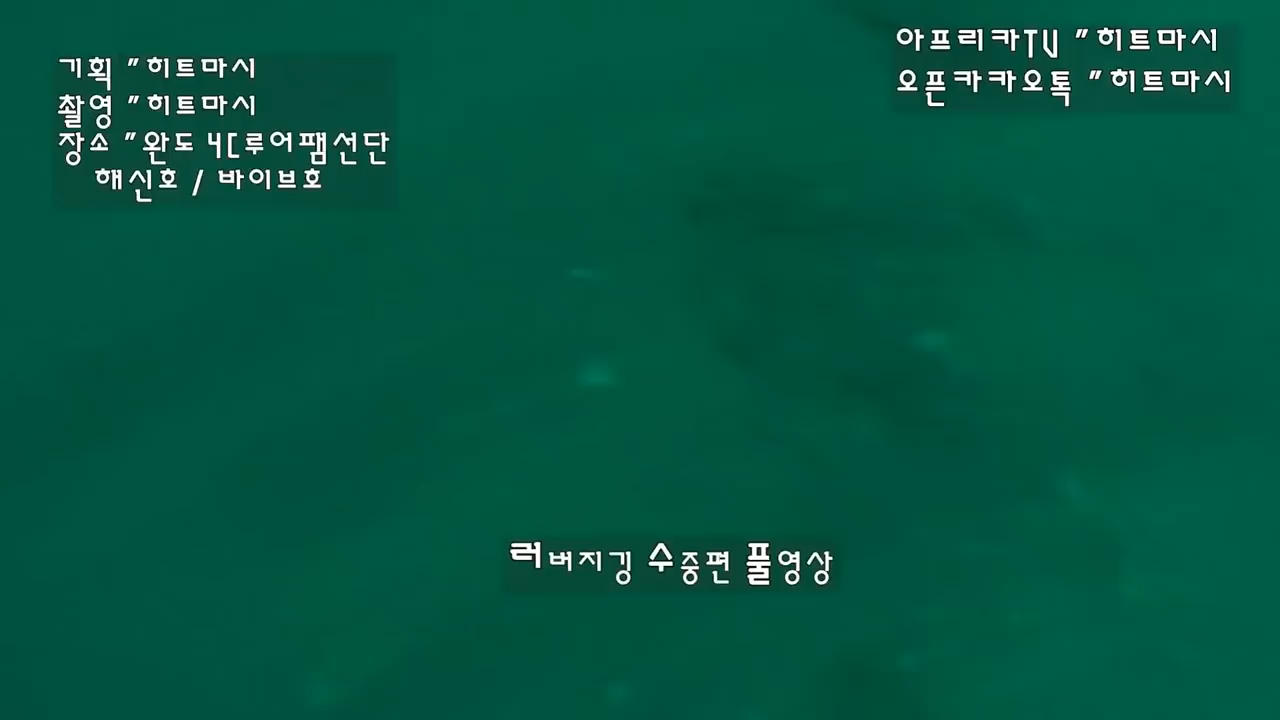 기획 "히트마시
촬영 "히트마시
장소 "완도 4C루어팸선단
해신호 / 바이브호
아프리카TV "히트마시
오픈카카오톡 "히트마시
러버지깅 수중편 풀영상